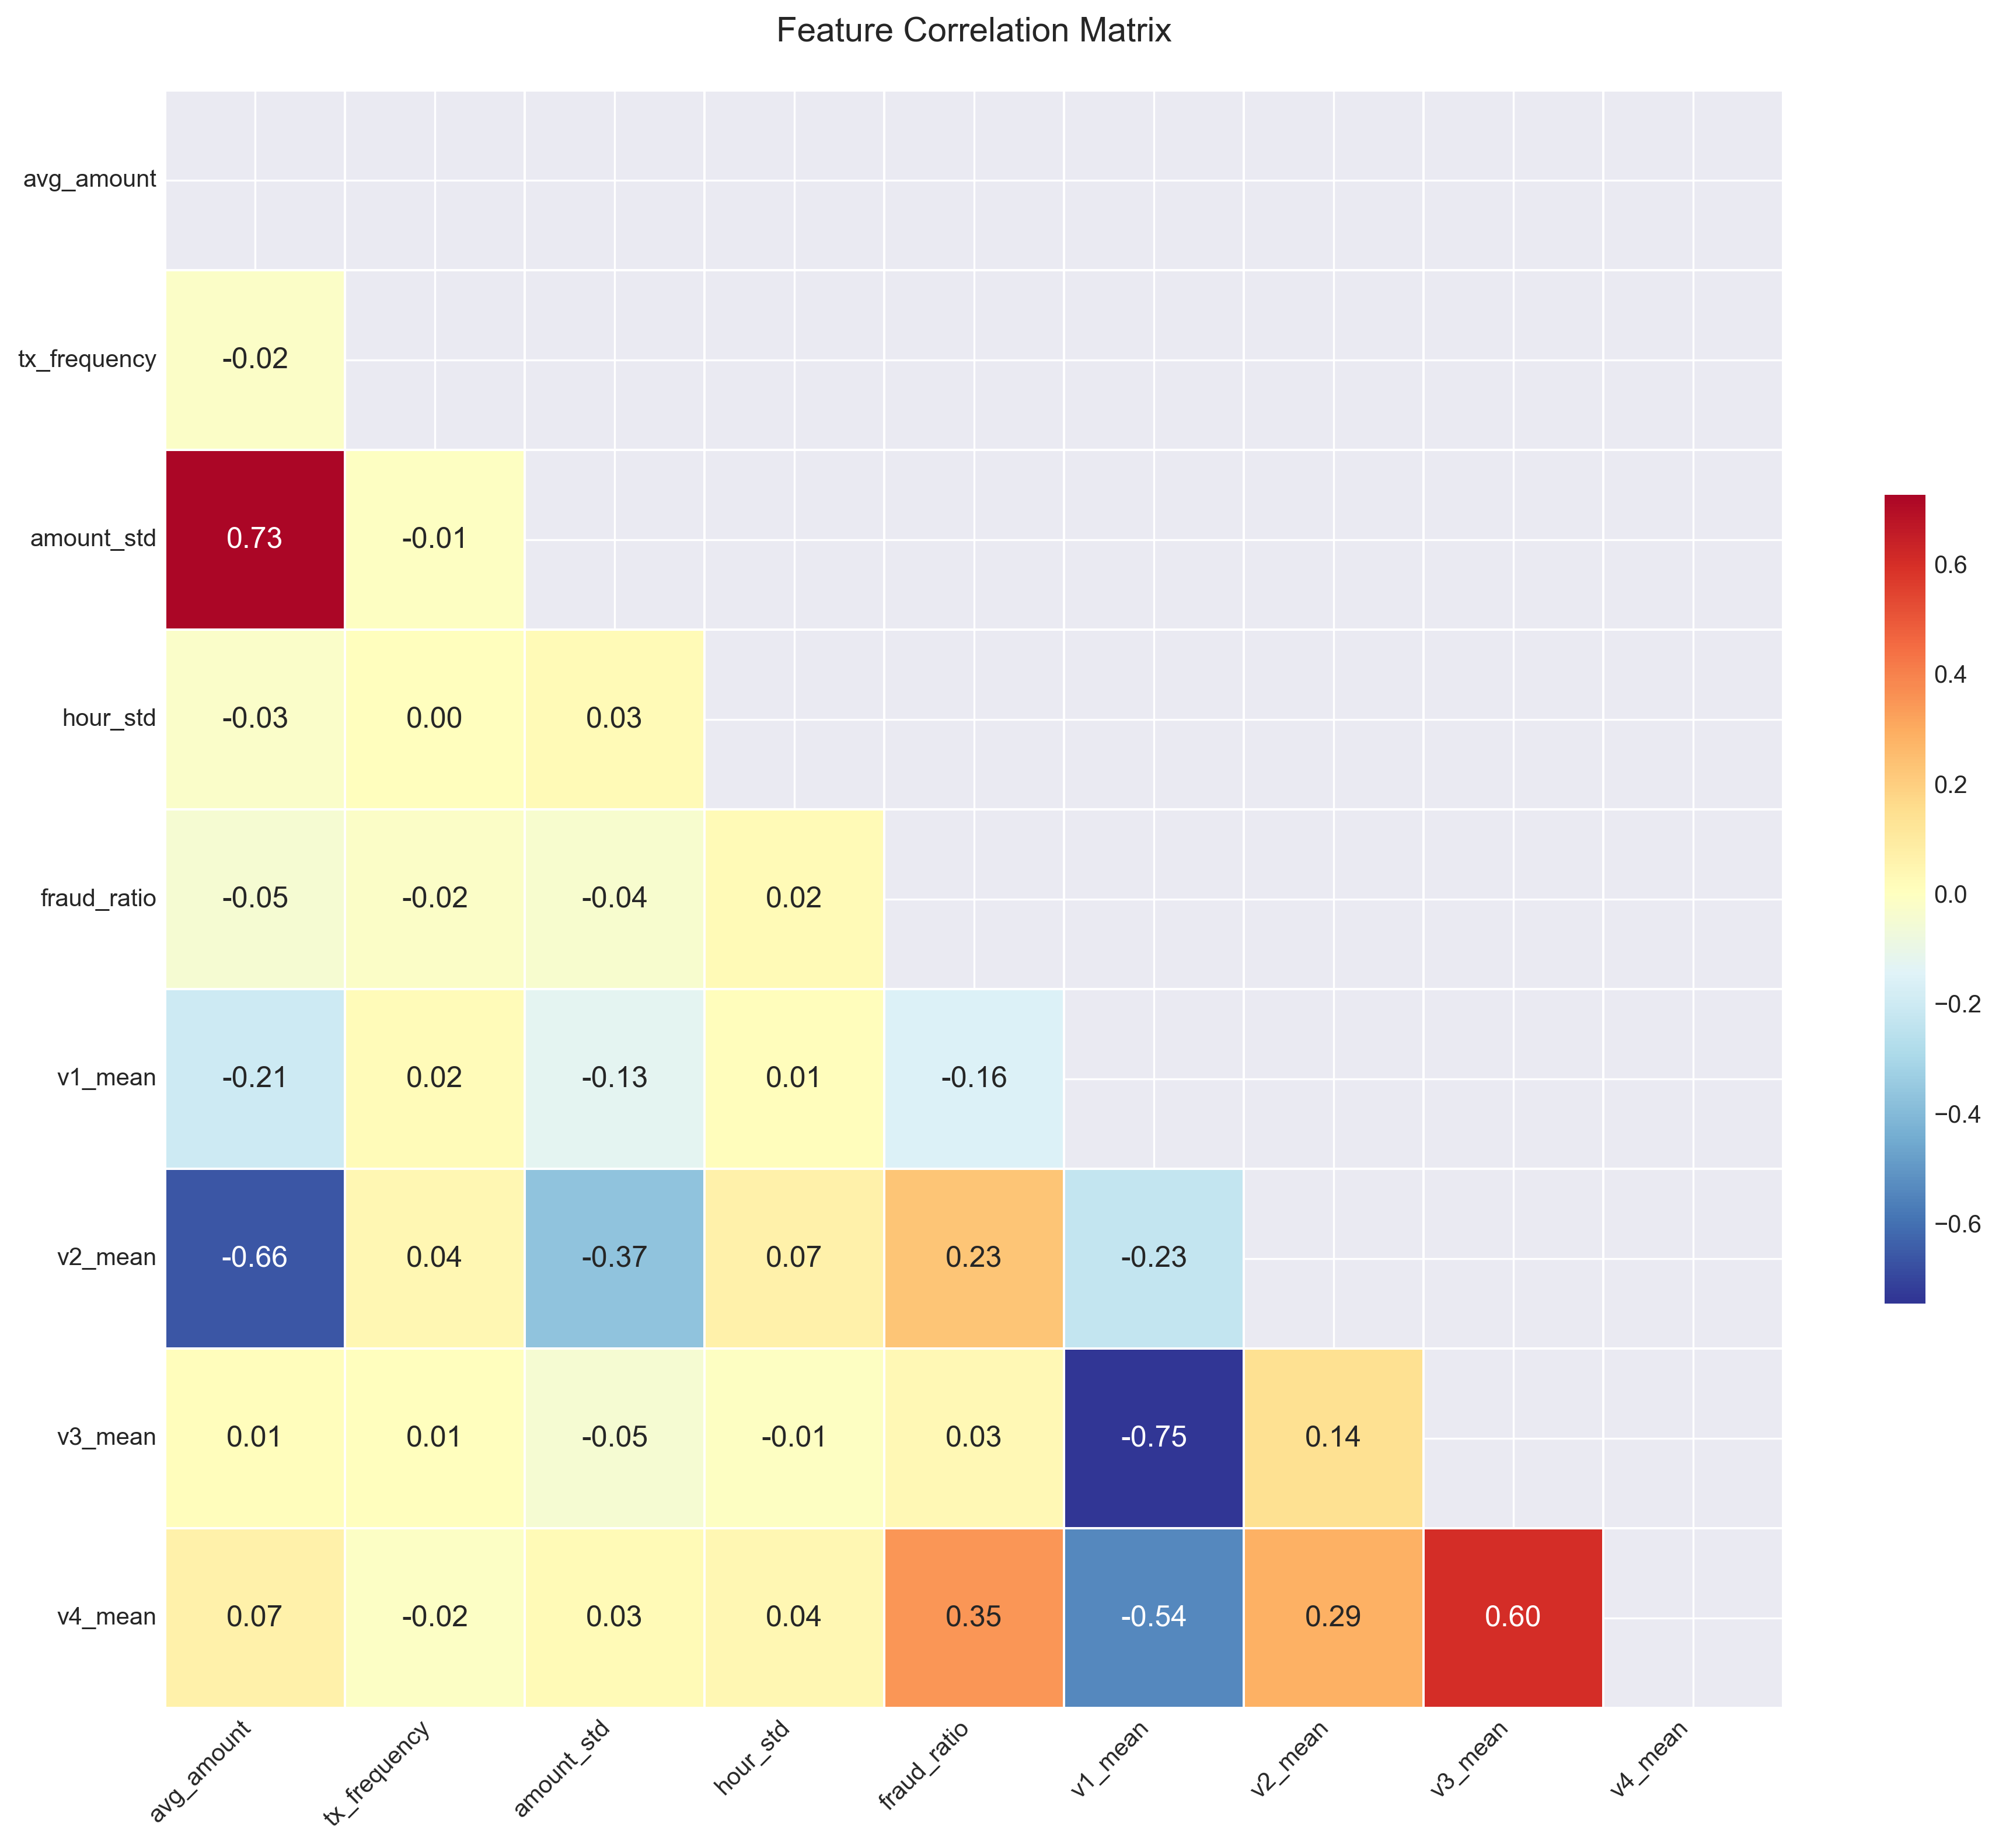 Feature Correlation Matrix
avg_amount
tx_frequency -0.02
amount_std 0.73 -0.01
hour_std -0.03 0.00 0.03
fraud_ratio -0.05 -0.02 -0.04 0.02
v1_mean -0.21 0.02 -0.13 0.01 -0.16
v2_mean -0.66 0.04 -0.37 0.07 0.23 -0.23
v3_mean 0.01 0.01 -0.05 -0.01 0.03 -0.75 0.14
v4_mean 0.07 -0.02 0.03 0.04 0.35 -0.54 0.29 0.60
avg_amount tx_frequency amount_std hour_std fraud_ratio v1_mean v2_mean v3_mean v4_mean
0.6
0.4
0.2
0.0
−0.2
−0.4
−0.6